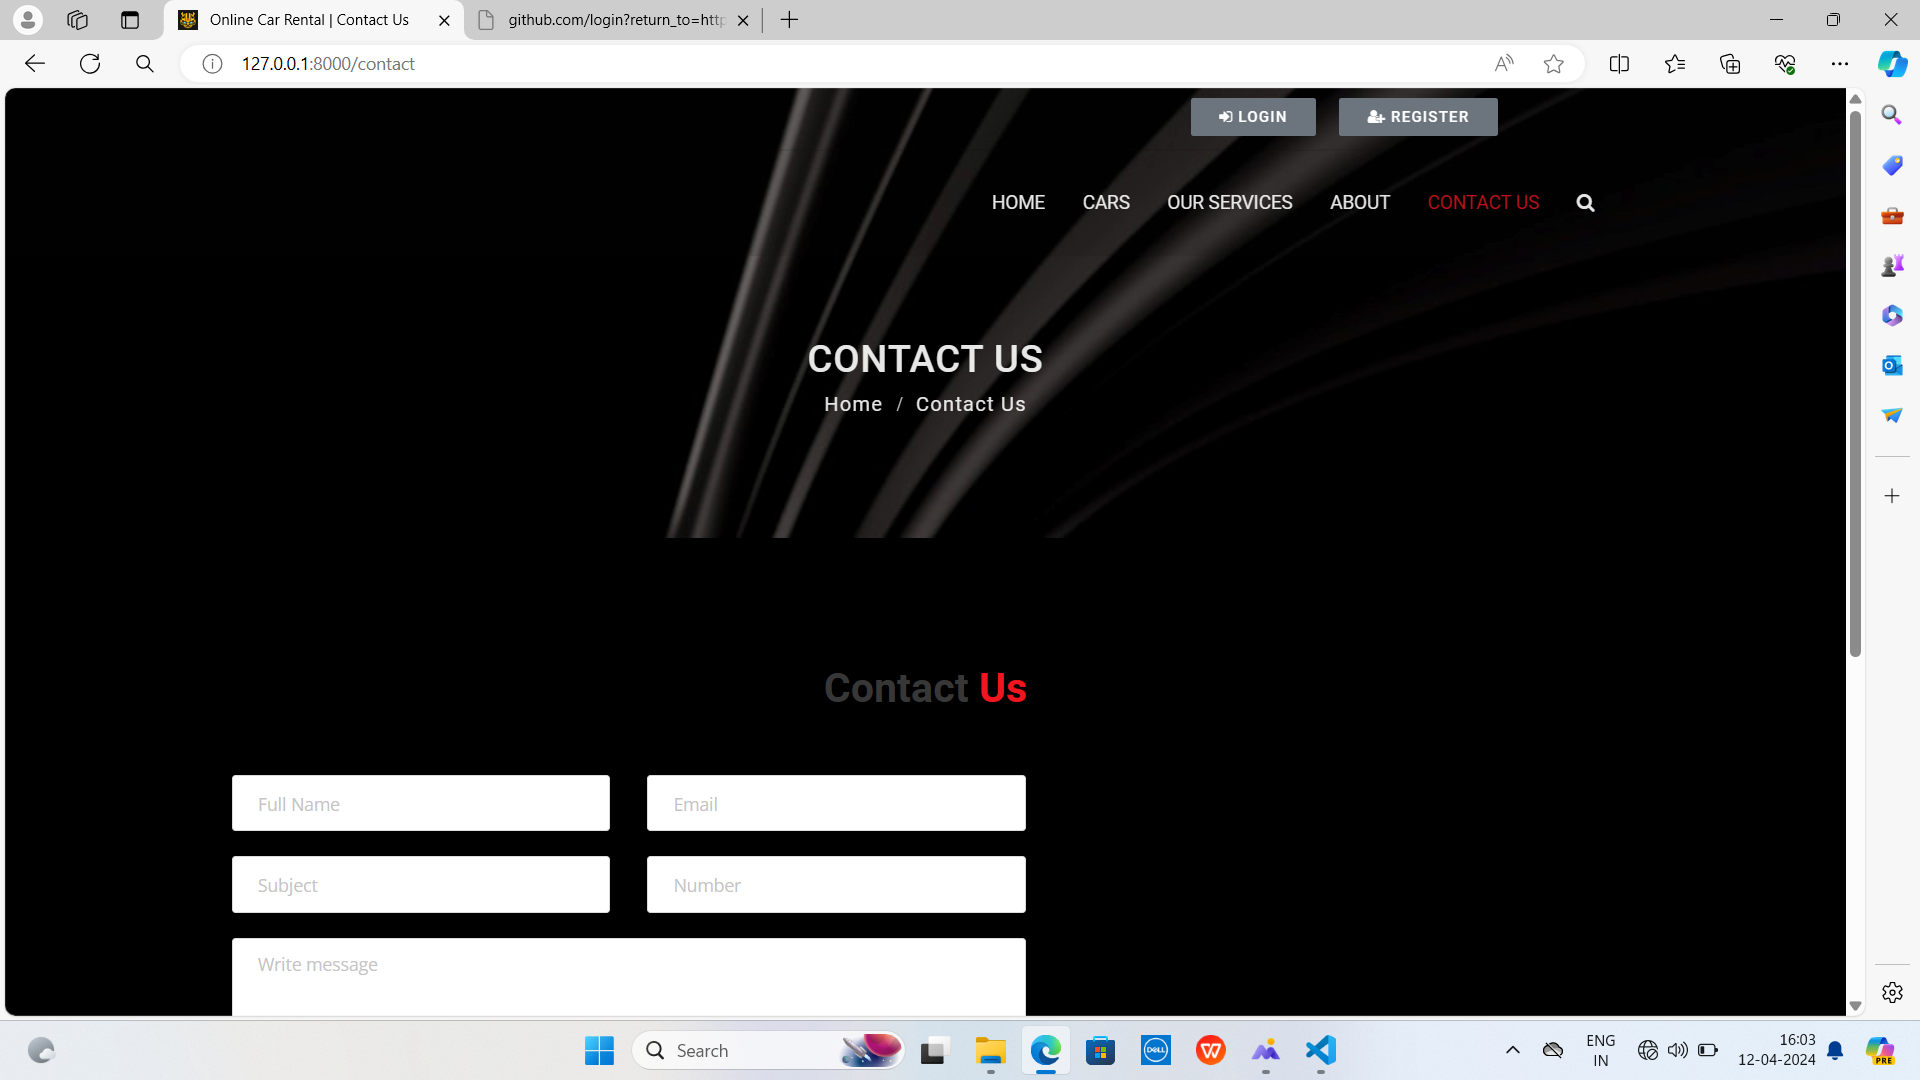 Online Car Rental | Contact Us
github.com/login?return_to=http
127.0.0.1:8000/contact
LOGIN
REGISTER
HOME
CARS
OUR SERVICES
ABOUT
CONTACT US
CONTACT US
Home / Contact Us
Contact Us
Full Name
Email
Subject
Number
Write message
Search
DELL
ENG
IN
16:03
12-04-2024
PRE